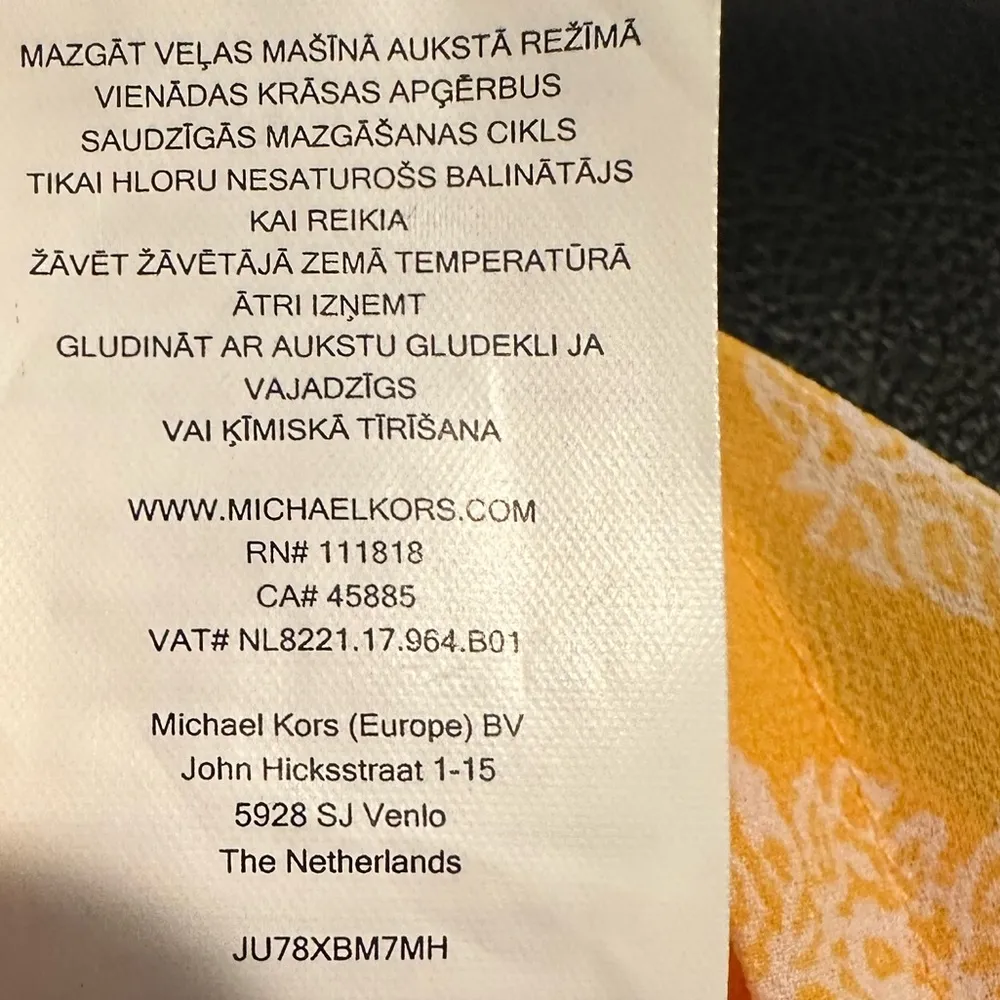 MAZGĀT VEĻAS MAŠĪNĀ AUKSTĀ REŽĪMĀ
VIENĀDAS KRĀSAS APĢĒRBUS
SAUDZĪGĀS MAZGĀŠANAS CIKLS
TIKAI HLORU NESATUROŠS BALINĀTĀJS
KAI REIKIA
ŽĀVĒT ŽĀVĒTĀJĀ ZEMĀ TEMPERATŪRĀ
ĀTRI IZŅEMT
GLUDINĀT AR AUKSTU GLUDEKLI JA
VAJADZĪGS
VAI ĶĪMISKĀ TĪRĪŠANA
WWW.MICHAELKORS.COM
RN# 111818
CA# 45885
VAT# NL8221.17.964.B01
Michael Kors (Europe) BV
John Hicksstraat 1-15
5928 SJ Venlo
The Netherlands
JU78XBM7MH